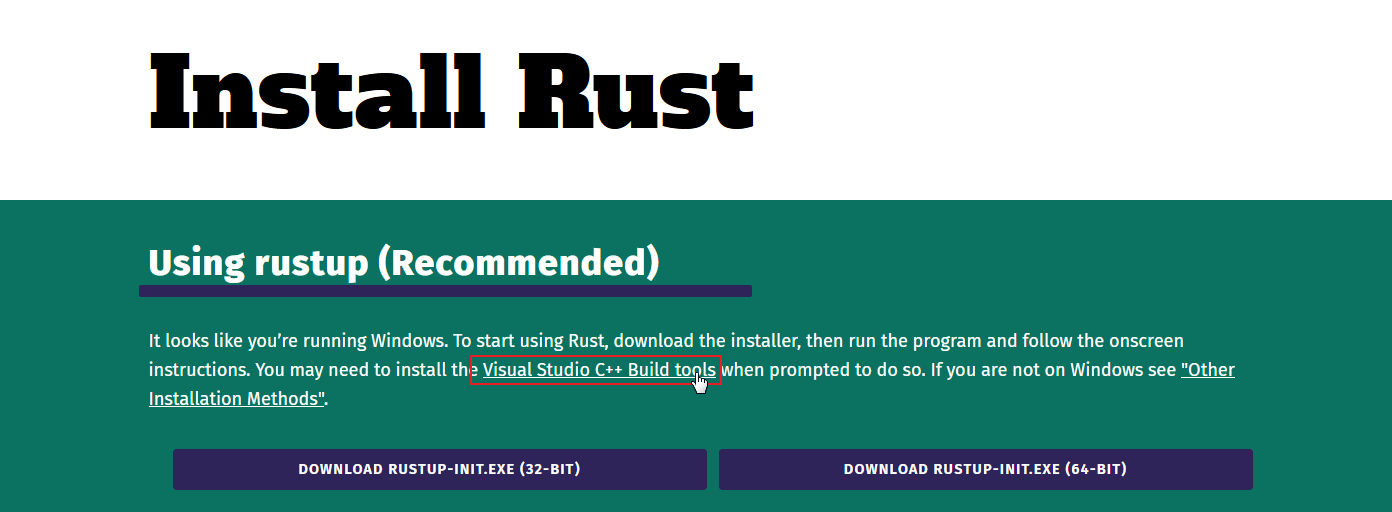 Install Rust
Using rustup (Recommended)
It looks like you’re running Windows. To start using Rust, download the installer, then run the program and follow the onscreen
instructions. You may need to install the Visual Studio C++ Build tools when prompted to do so. If you are not on Windows see "Other
Installation Methods".
DOWNLOAD RUSTUP-INIT.EXE (32-BIT)
DOWNLOAD RUSTUP-INIT.EXE (64-BIT)